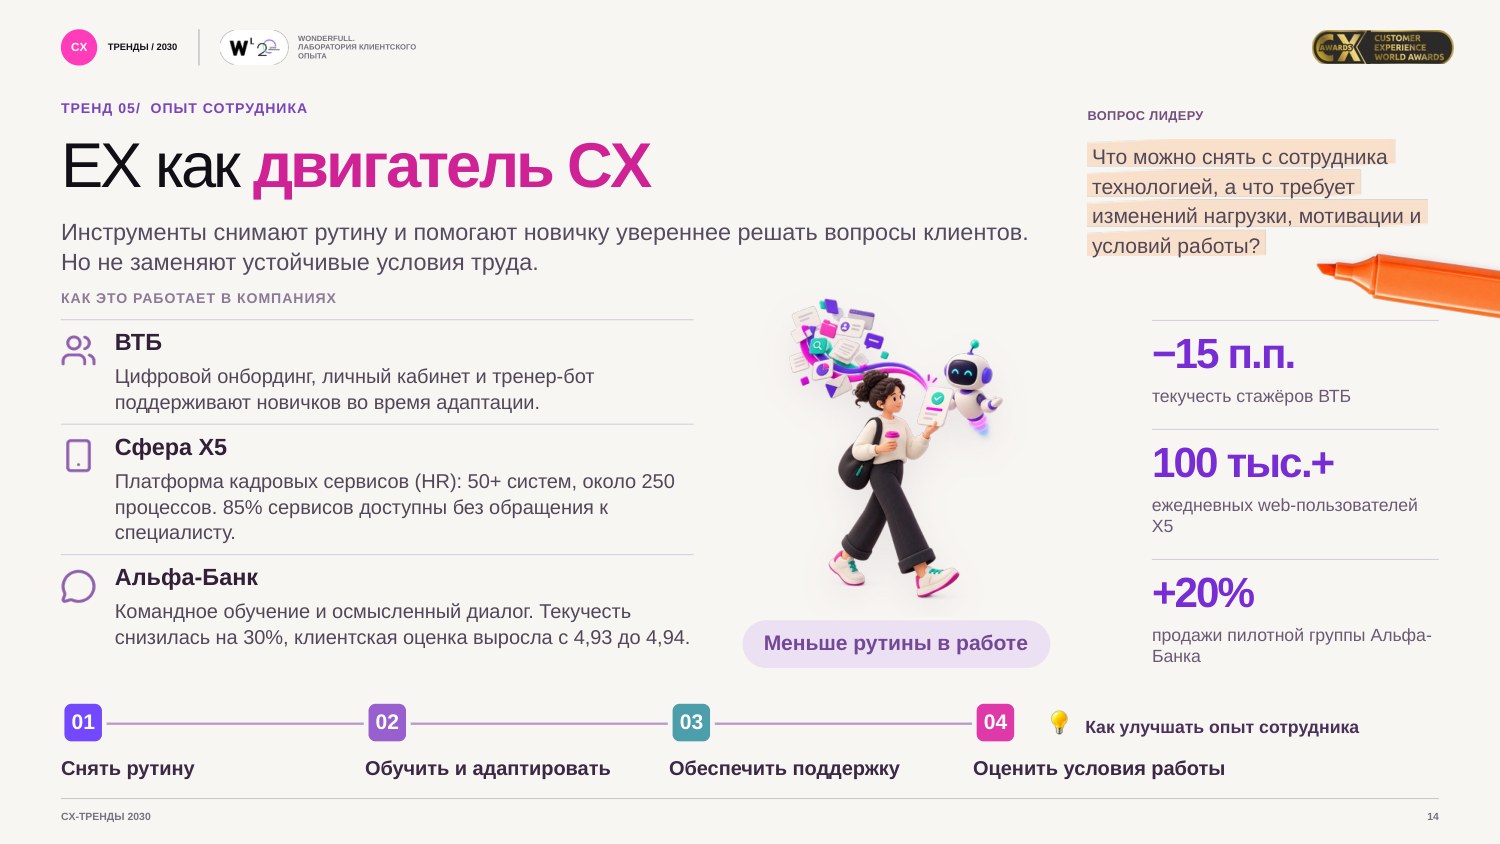 CX
ТРЕНДЫ / 2030
WONDERFULL.
ЛАБОРАТОРИЯ КЛИЕНТСКОГО
ОПЫТА
CX
AWARDS
CUSTOMER
EXPERIENCE
WORLD AWARDS
ТРЕНД 05/ ОПЫТ СОТРУДНИКА
EX как двигатель CX
Инструменты снимают рутину и помогают новичку увереннее решать вопросы клиентов.
Но не заменяют устойчивые условия труда.
ВОПРОС ЛИДЕРУ
Что можно снять с сотрудника
технологией, а что требует
изменений нагрузки, мотивации и
условий работы?
КАК ЭТО РАБОТАЕТ В КОМПАНИЯХ
ВТБ
Цифровой онбординг, личный кабинет и тренер-бот
поддерживают новичков во время адаптации.
Сфера X5
Платформа кадровых сервисов (HR): 50+ систем, около 250
процессов. 85% сервисов доступны без обращения к
специалисту.
Альфа-Банк
Командное обучение и осмысленный диалог. Текучесть
снизилась на 30%, клиентская оценка выросла с 4,93 до 4,94.
Меньше рутины в работе
−15 п.п.
текучесть стажёров ВТБ
100 тыс.+
ежедневных web-пользователей
X5
+20%
продажи пилотной группы Альфа-
Банка
01
02
03
04
Как улучшать опыт сотрудника
Снять рутину
Обучить и адаптировать
Обеспечить поддержку
Оценить условия работы
CX-ТРЕНДЫ 2030
14